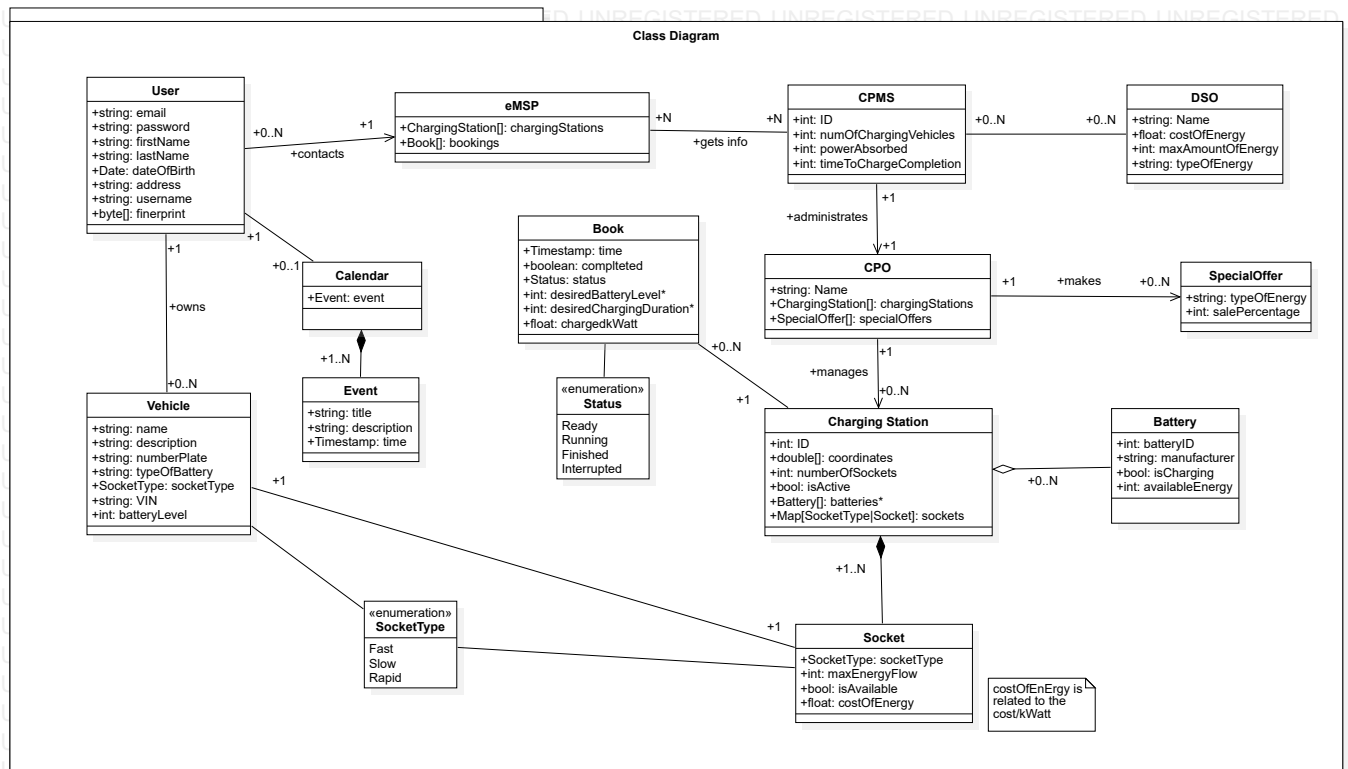 UNREGISTERED UNREGISTERED UNREGISTERED UNREGISTERED
Class Diagram
User
+string: email
+string: password
+string: firstName
+string: lastName
+Date: dateOfBirth
+string: address
+string: username
+byte[]: finerprint
+0..N
+1
+contacts
eMSP
+ChargingStation[]: chargingStations
+Book[]: bookings
+N
+N
+gets info
CPMS
+int: ID
+int: numOfChargingVehicles
+int: powerAbsorbed
+int: timeToChargeCompletion
+0..N
+0..N
DSO
+string: Name
+float: costOfEnergy
+int: maxAmountOfEnergy
+string: typeOfEnergy
+1
+administrates
+1
+1
+owns
+0..N
+1
+0..1
Calendar
+Event: event
+1..N
Event
+string: title
+string: description
+Timestamp: time
Book
+Timestamp: time
+boolean: complteted
+Status: status
+int: desiredBatteryLevel*
+int: desiredChargingDuration*
+float: chargedkWatt
+0..N
+1
«enumeration»
Status
Ready
Running
Finished
Interrupted
CPO
+string: Name
+ChargingStation[]: chargingStations
+SpecialOffer[]: specialOffers
+1
+makes
+0..N
SpecialOffer
+string: typeOfEnergy
+int: salePercentage
+1
+manages
+0..N
Vehicle
+string: name
+string: description
+string: numberPlate
+string: typeOfBattery
+SocketType: socketType
+string: VIN
+int: batteryLevel
+1
+1
Charging Station
+int: ID
+double[]: coordinates
+int: numberOfSockets
+bool: isActive
+Battery[]: batteries*
+Map[SocketType|Socket]: sockets
+0..N
Battery
+int: batteryID
+string: manufacturer
+bool: isCharging
+int: availableEnergy
+1..N
«enumeration»
SocketType
Fast
Slow
Rapid
Socket
+SocketType: socketType
+int: maxEnergyFlow
+bool: isAvailable
+float: costOfEnergy
costOfEnErgy is
related to the
cost/kWatt